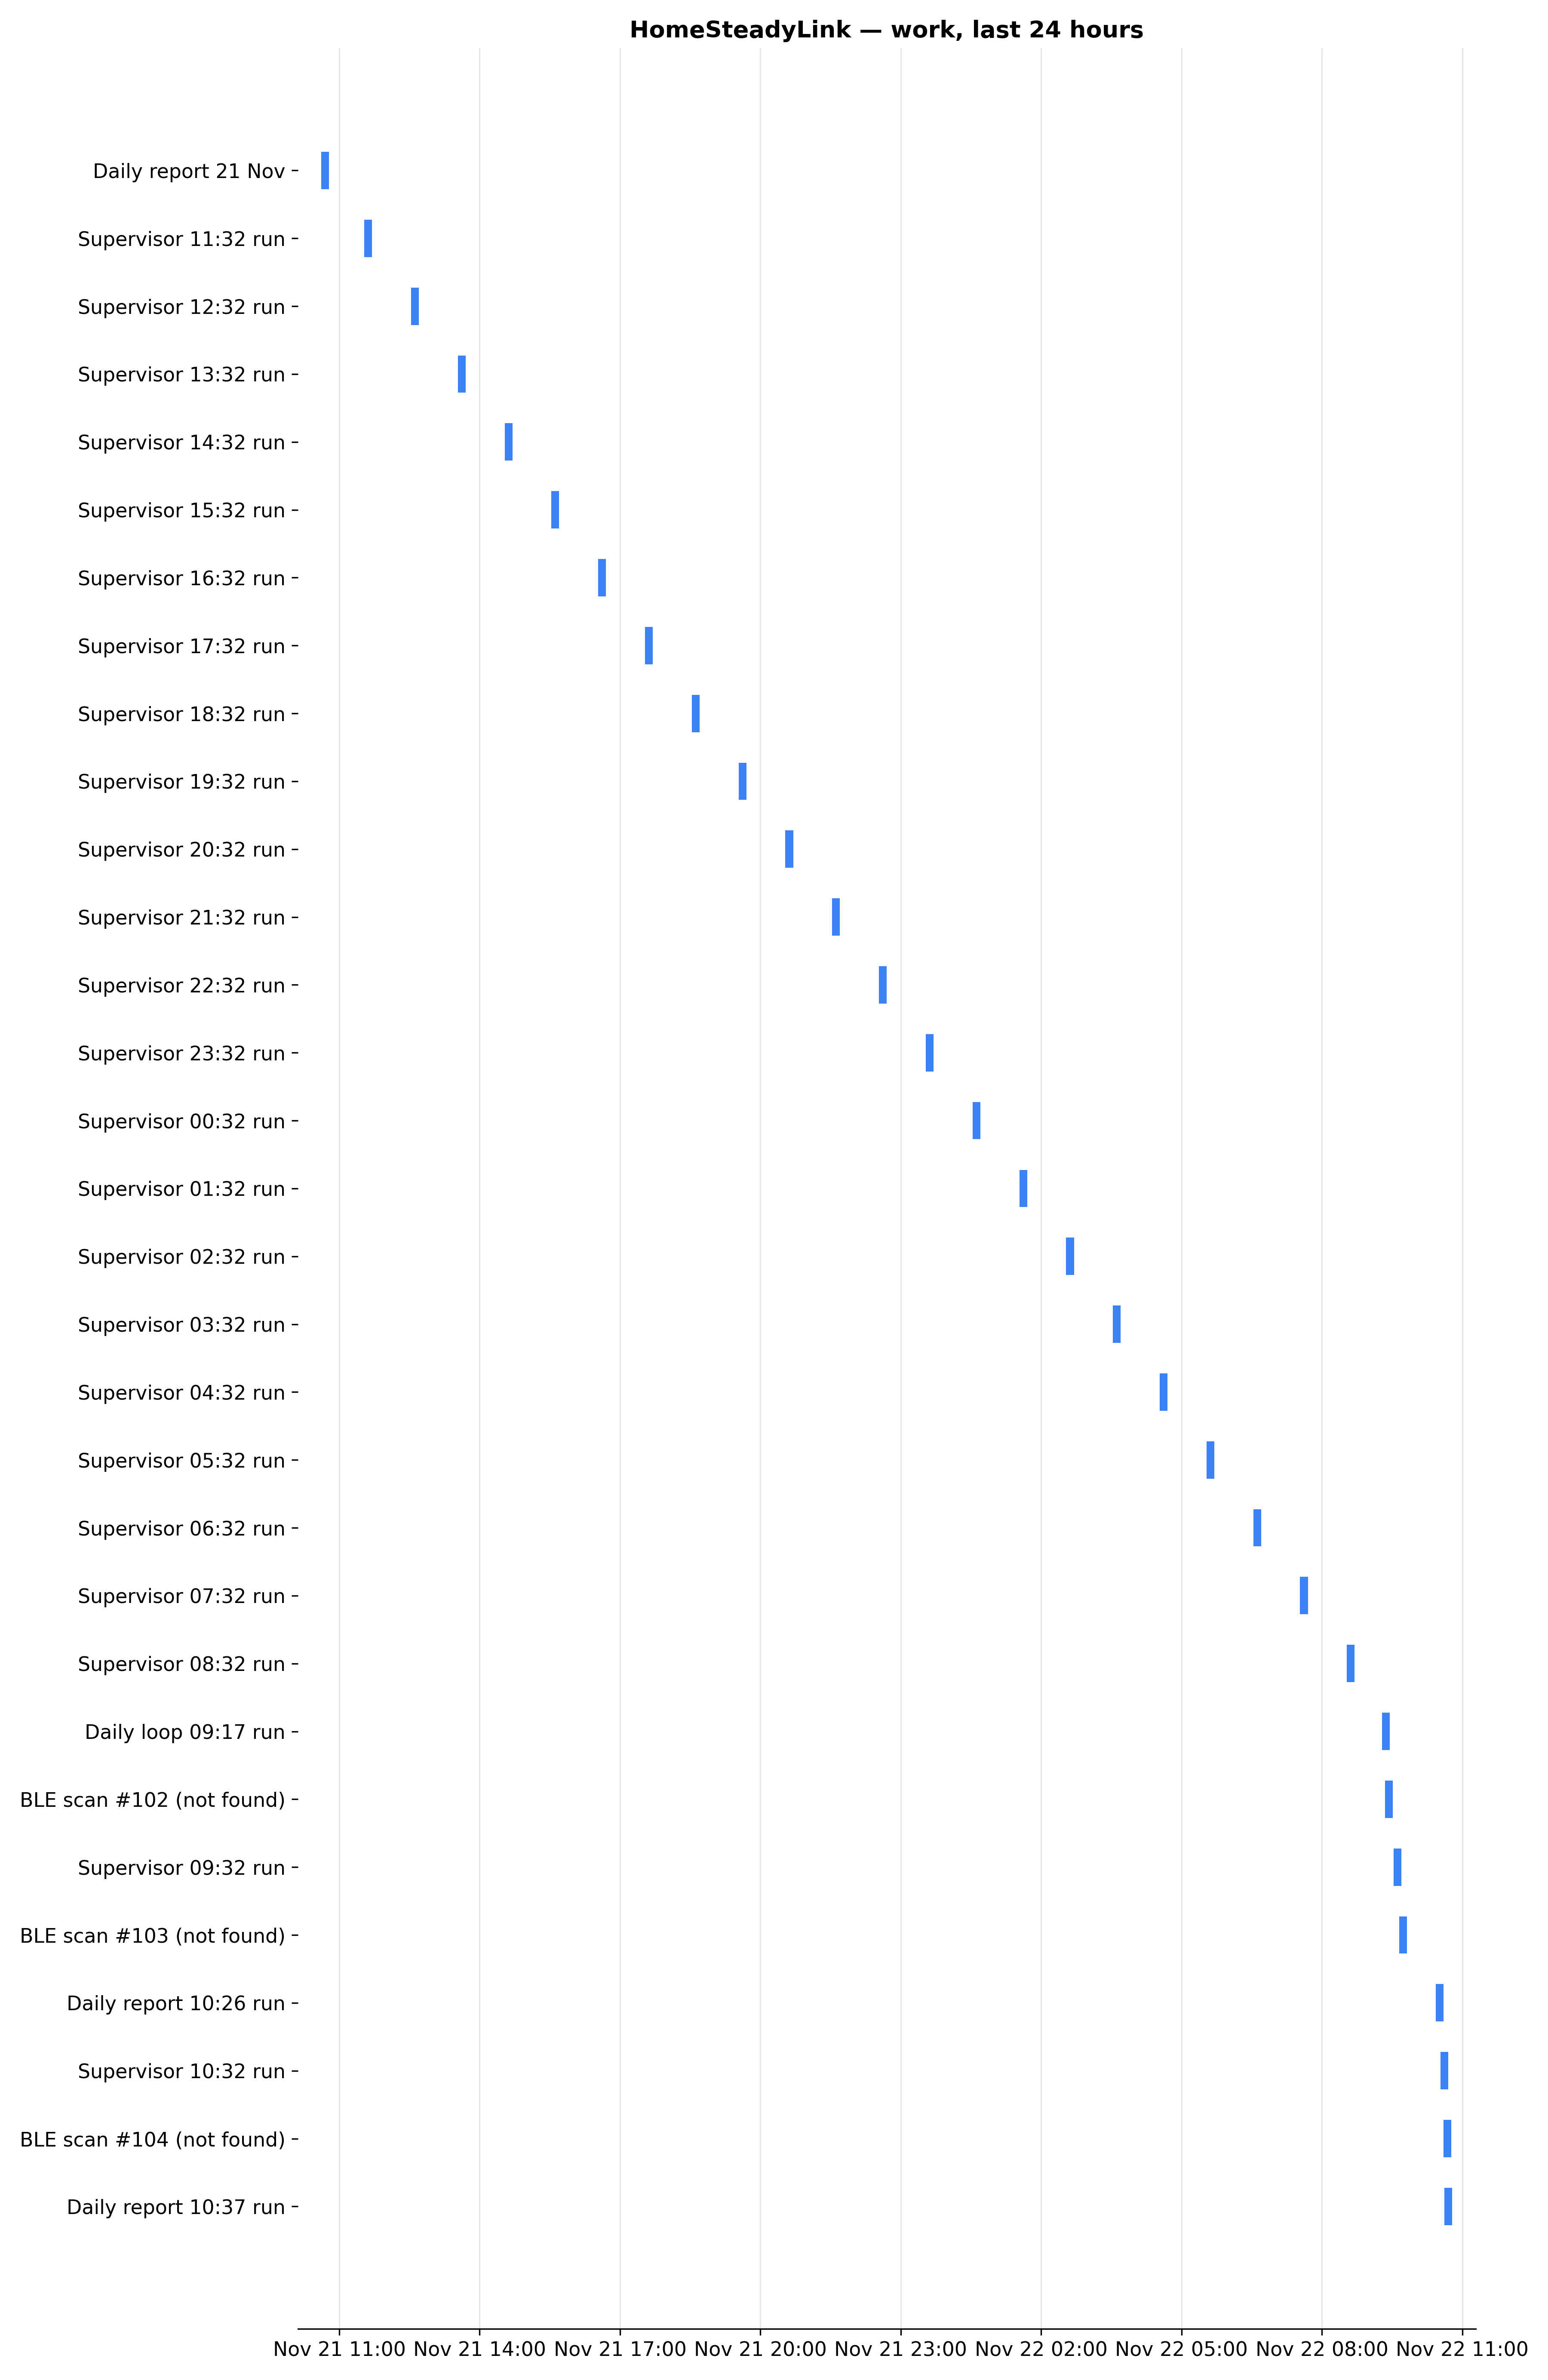 HomeSteadyLink — work, last 24 hours
Daily report 21 Nov
Supervisor 11:32 run
Supervisor 12:32 run
Supervisor 13:32 run
Supervisor 14:32 run
Supervisor 15:32 run
Supervisor 16:32 run
Supervisor 17:32 run
Supervisor 18:32 run
Supervisor 19:32 run
Supervisor 20:32 run
Supervisor 21:32 run
Supervisor 22:32 run
Supervisor 23:32 run
Supervisor 00:32 run
Supervisor 01:32 run
Supervisor 02:32 run
Supervisor 03:32 run
Supervisor 04:32 run
Supervisor 05:32 run
Supervisor 06:32 run
Supervisor 07:32 run
Supervisor 08:32 run
Daily loop 09:17 run
BLE scan #102 (not found)
Supervisor 09:32 run
BLE scan #103 (not found)
Daily report 10:26 run
Supervisor 10:32 run
BLE scan #104 (not found)
Daily report 10:37 run
Nov 21 11:00 Nov 21 14:00 Nov 21 17:00 Nov 21 20:00 Nov 21 23:00 Nov 22 02:00 Nov 22 05:00 Nov 22 08:00 Nov 22 11:00